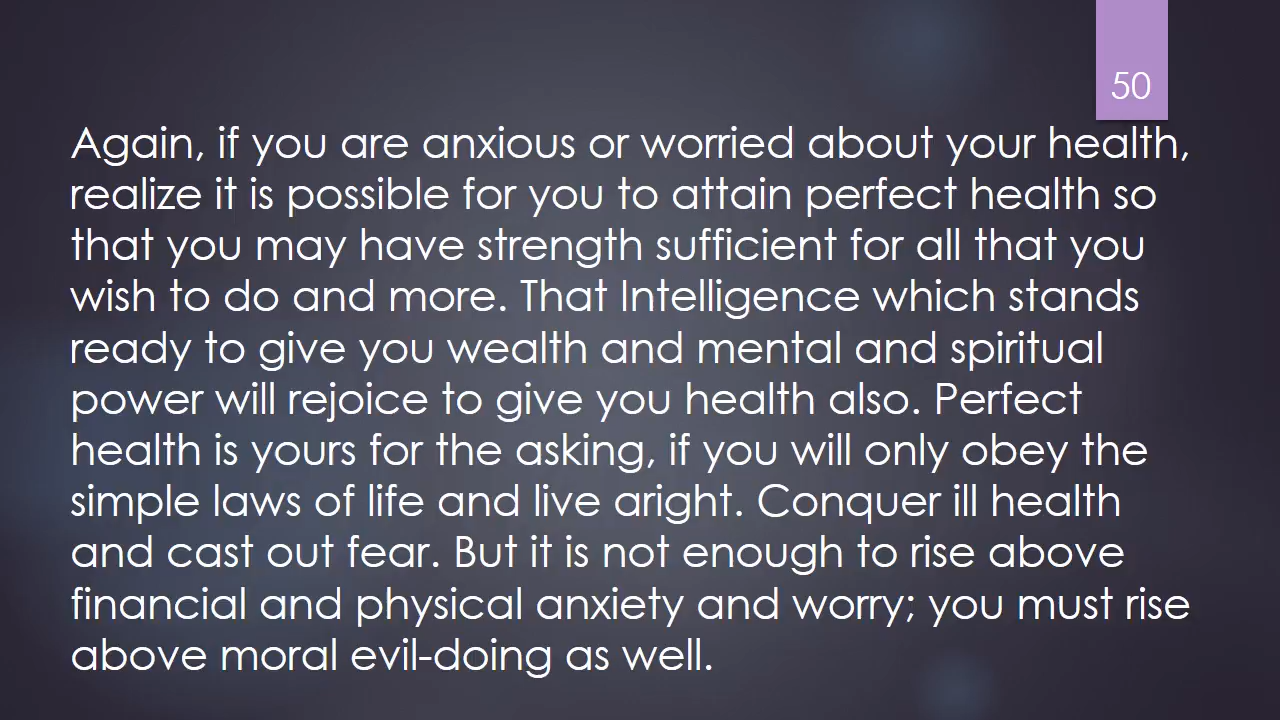 50
Again, if you are anxious or worried about your health,
realize it is possible for you to attain perfect health so
that you may have strength sufficient for all that you
wish to do and more. That Intelligence which stands
ready to give you wealth and mental and spiritual
power will rejoice to give you health also. Perfect
health is yours for the asking, if you will only obey the
simple laws of life and live aright. Conquer ill health
and cast out fear. But it is not enough to rise above
financial and physical anxiety and worry; you must rise
above moral evil-doing as well.